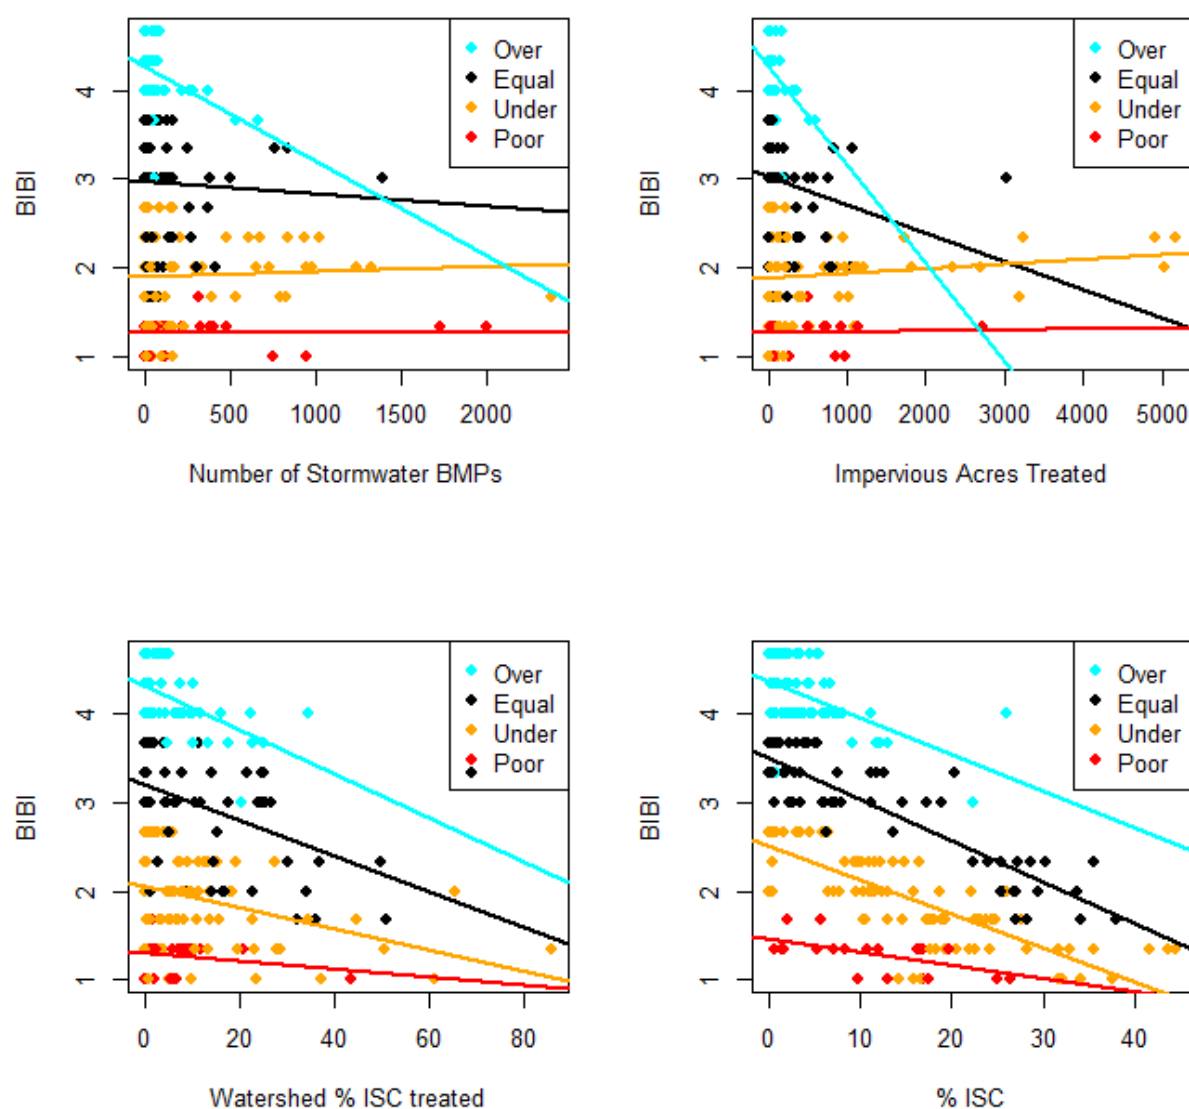 Over
Equal
Under
Poor
BIBI
4
3
2
1
0
500
1000
1500
2000
Number of Stormwater BMPs
Over
Equal
Under
Poor
BIBI
4
3
2
1
0
1000
2000
3000
4000
5000
Impervious Acres Treated
Over
Equal
Under
Poor
BIBI
4
3
2
1
0
20
40
60
80
Watershed % ISC treated
Over
Equal
Under
Poor
BIBI
4
3
2
1
0
10
20
30
40
% ISC